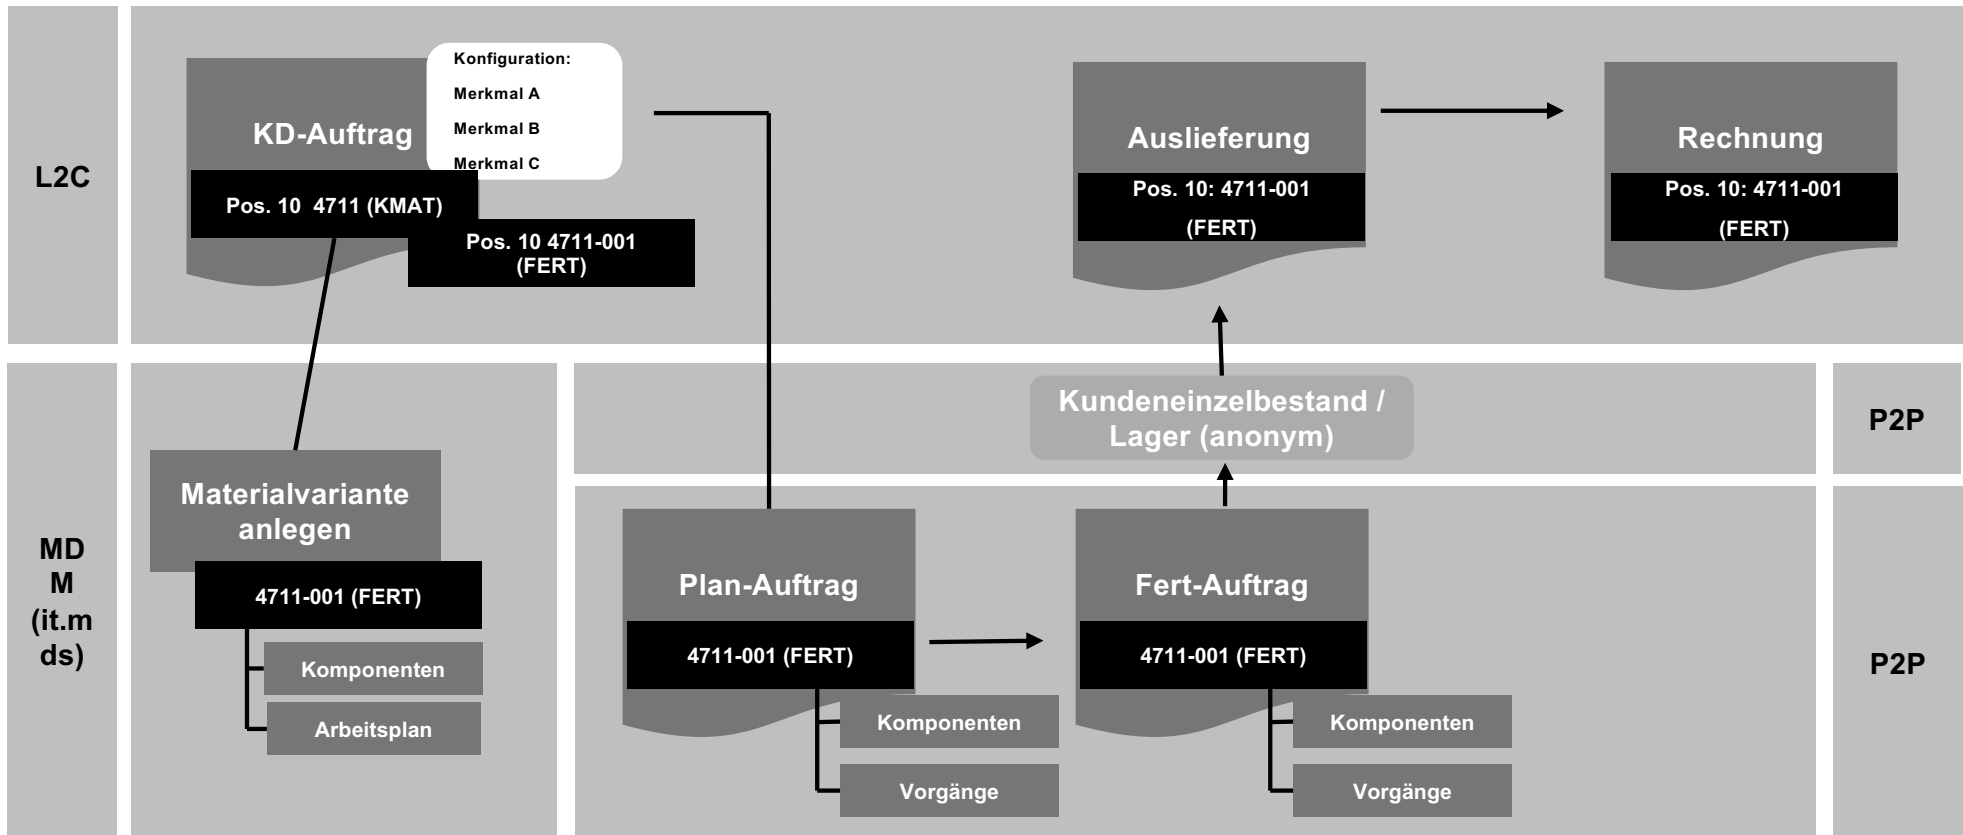 L2C
KD-Auftrag
Konfiguration:
Merkmal A
Merkmal B
Merkmal C
Pos. 10  4711 (KMAT)
Pos. 10 4711-001
(FERT)
Auslieferung
Pos. 10: 4711-001
(FERT)
Rechnung
Pos. 10: 4711-001
(FERT)
MD
M
(it.m
ds)
Materialvariante
anlegen
4711-001 (FERT)
Komponenten
Arbeitsplan
Kundeneinzelbestand /
Lager (anonym)
P2P
Plan-Auftrag
4711-001 (FERT)
Komponenten
Vorgänge
Fert-Auftrag
4711-001 (FERT)
Komponenten
Vorgänge
P2P